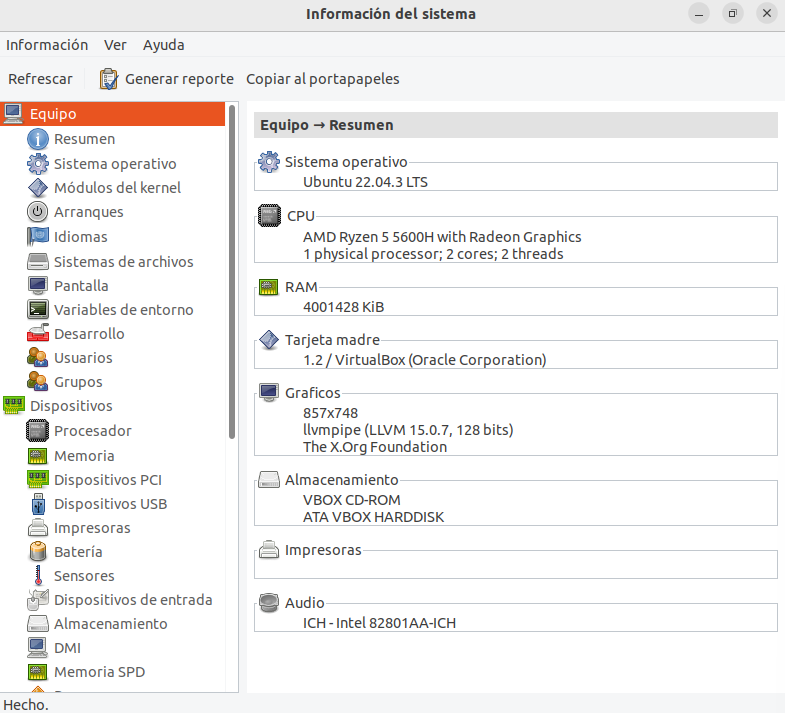 Información del sistema
Información Ver Ayuda
Refrescar Generar reporte Copiar al portapapeles
Equipo
Resumen
Sistema operativo
Módulos del kernel
Arranques
Idiomas
Sistemas de archivos
Pantalla
Variables de entorno
Desarrollo
Usuarios
Grupos
Dispositivos
Procesador
Memoria
Dispositivos PCI
Dispositivos USB
Impresoras
Batería
Sensores
Dispositivos de entrada
Almacenamiento
DMI
Memoria SPD
Equipo → Resumen
Sistema operativo
Ubuntu 22.04.3 LTS
CPU
AMD Ryzen 5 5600H with Radeon Graphics
1 physical processor; 2 cores; 2 threads
RAM
4001428 KiB
Tarjeta madre
1.2 / VirtualBox (Oracle Corporation)
Graficos
857x748
llvmpipe (LLVM 15.0.7, 128 bits)
The X.Org Foundation
Almacenamiento
VBOX CD-ROM
ATA VBOX HARDDISK
Impresoras
Audio
ICH - Intel 82801AA-ICH
Hecho.